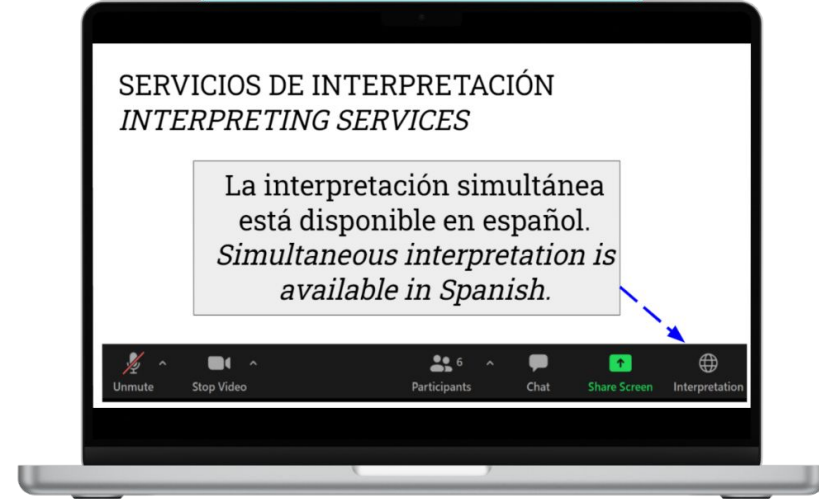 SERVICIOS DE INTERPRETACIÓN
INTERPRETING SERVICES
La interpretación simultánea
está disponible en español.
Simultaneous interpretation is
available in Spanish.
6
Unmute
Stop Video
Participants
Chat
Share Screen
Interpretation